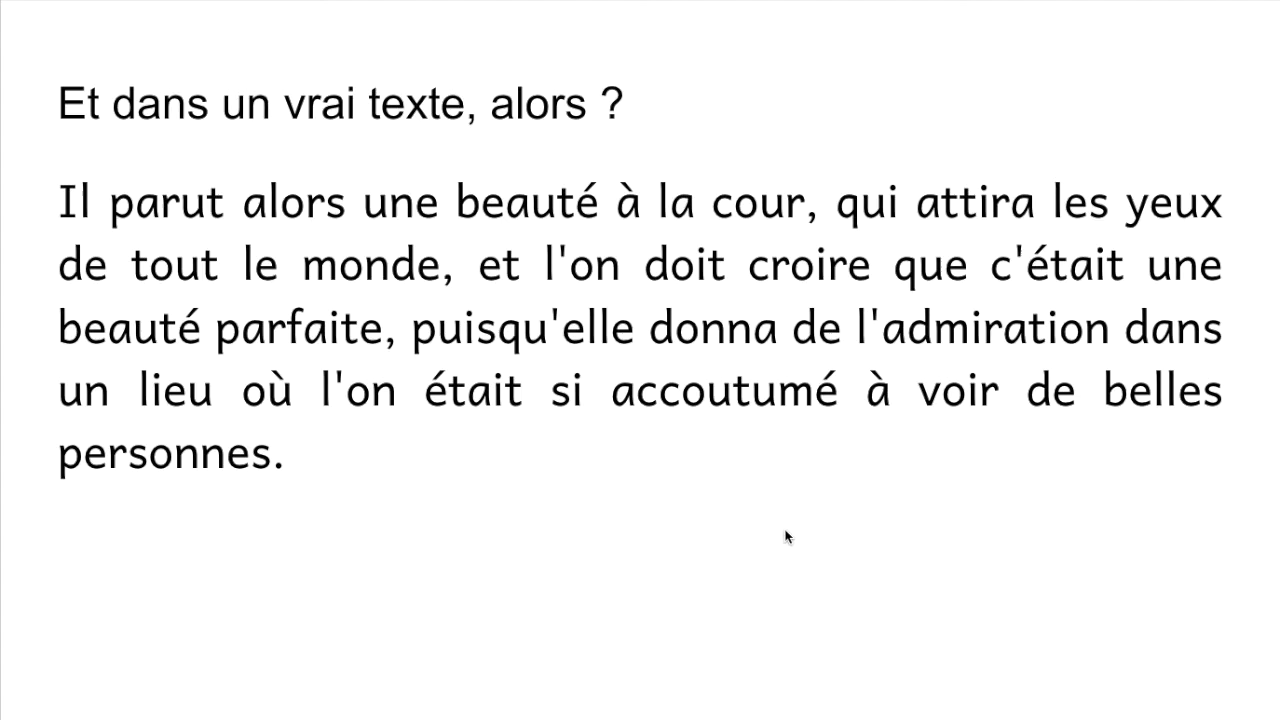 Et dans un vrai texte, alors ?
Il parut alors une beauté à la cour, qui attira les yeux
de tout le monde, et l'on doit croire que c'était une
beauté parfaite, puisqu'elle donna de l'admiration dans
un lieu où l'on était si accoutumé à voir de belles
personnes.